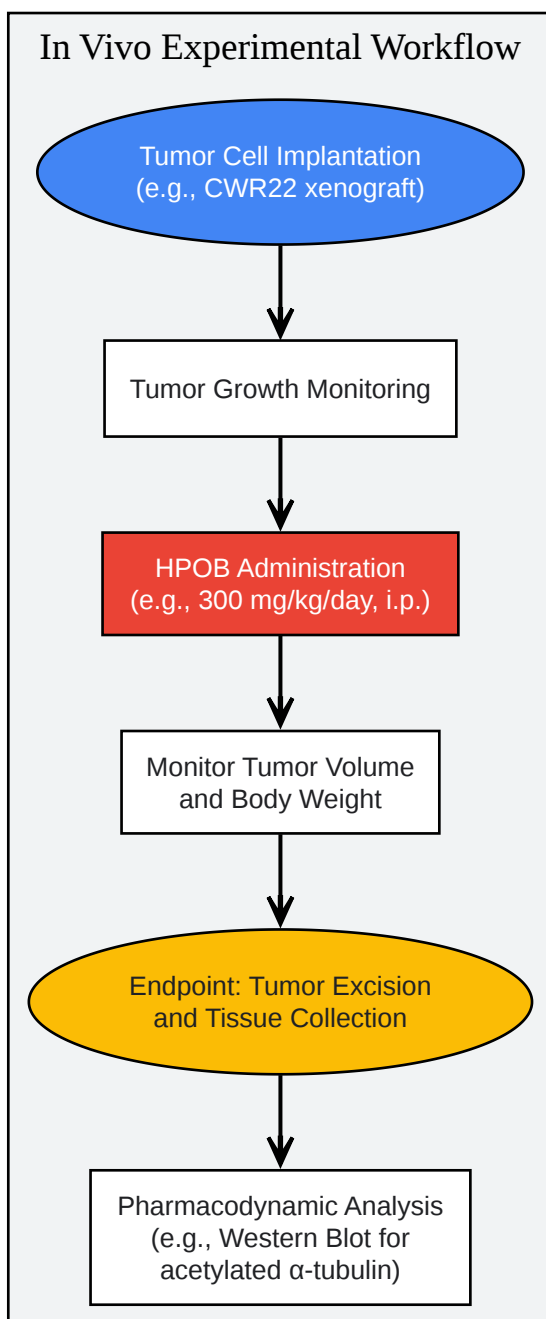 In Vivo Experimental Workflow
Tumor Cell Implantation
(e.g., CWR22 xenograft)
Tumor Growth Monitoring
HPOB Administration
(e.g., 300 mg/kg/day, i.p.)
Monitor Tumor Volume
and Body Weight
Endpoint: Tumor Excision
and Tissue Collection
Pharmacodynamic Analysis
(e.g., Western Blot for
acetylated α-tubulin)